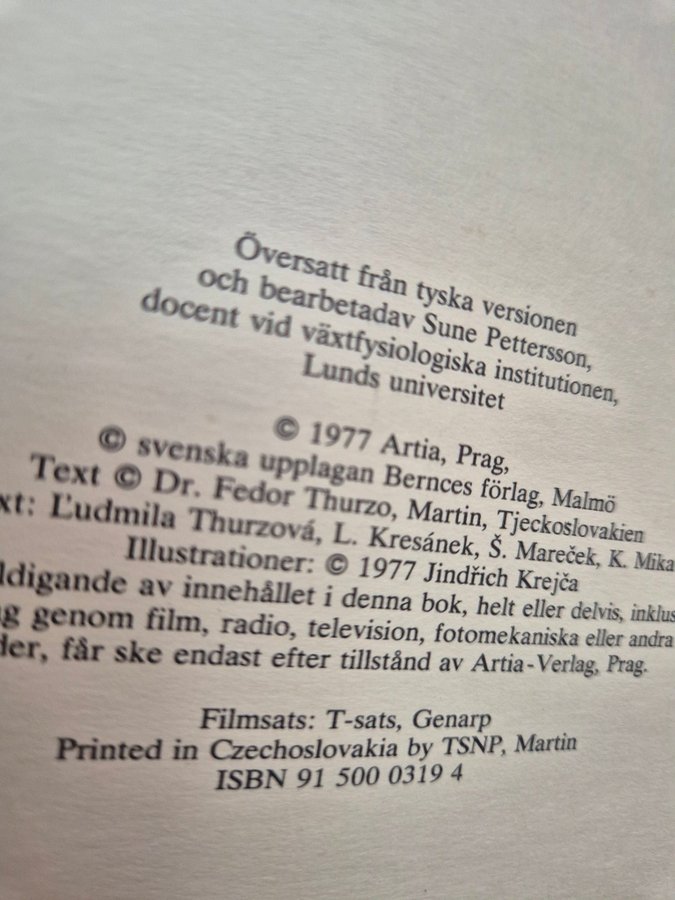 Översatt från tyska versionen
och bearbetadav Sune Pettersson,
docent vid växtfysiologiska institutionen,
Lunds universitet
© 1977 Artia, Prag,
© svenska upplagan Bernces förlag, Malmö
Text © Dr. Fedor Thurzo, Martin, Tjeckoslovakien
xt: Ľudmila Thurzová, L. Kresánek, Š. Mareček, K. Mika
Illustrationer: © 1977 Jindřich Krejča
ldigande av innehållet i denna bok, helt eller delvis, inklus
g genom film, radio, television, fotomekaniska eller andra
der, får ske endast efter tillstånd av Artia-Verlag, Prag.
Filmsats: T-sats, Genarp
Printed in Czechoslovakia by TSNP, Martin
ISBN 91 500 0319 4